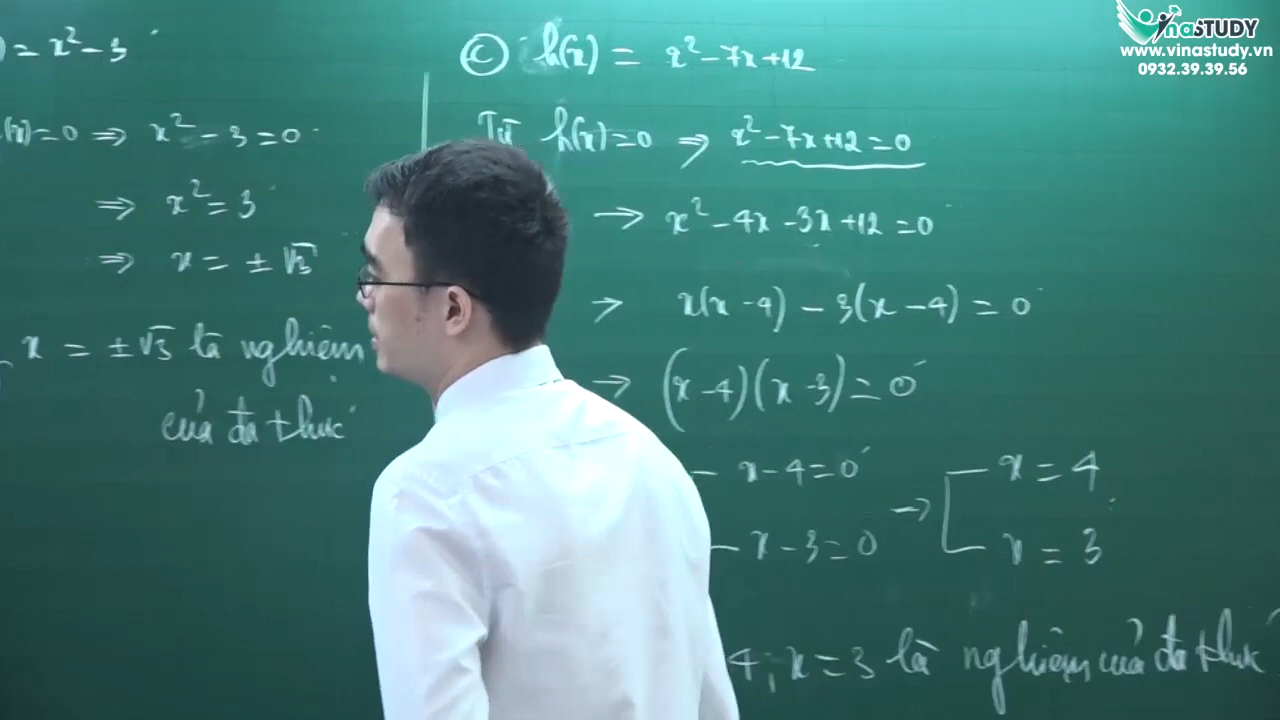 ) = x² - 3
(x) = 0 ⇒ x² - 3 = 0
⇒ x² = 3
⇒ x = ± √3
x = ±√3 là nghiệm
của đa thức
ⓒ h(x) = x² - 7x + 12
Từ h(x) = 0 ⇒ x² - 7x + 12 = 0
→ x² - 4x - 3x + 12 = 0
→ x(x - 4) - 3(x - 4) = 0
→ (x - 4)(x - 3) = 0
x - 4 = 0 → x = 4
x - 3 = 0 x = 3
4; x = 3 là nghiệm của đa thức
VinaSTUDY
www.vinastudy.vn
0932.39.39.56